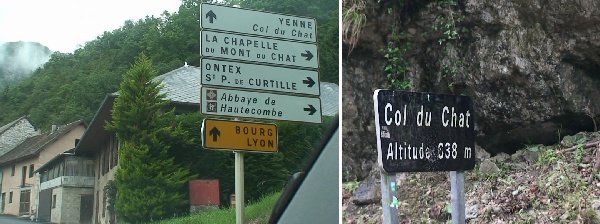 YENNE
Col du Chat
LA CHAPELLE
DU MONT DU CHAT
ONTEX
St P. DE CURTILLE
Abbaye de
Hautecombe
BOURG
LYON
Col du Chat
Altitude 638 m